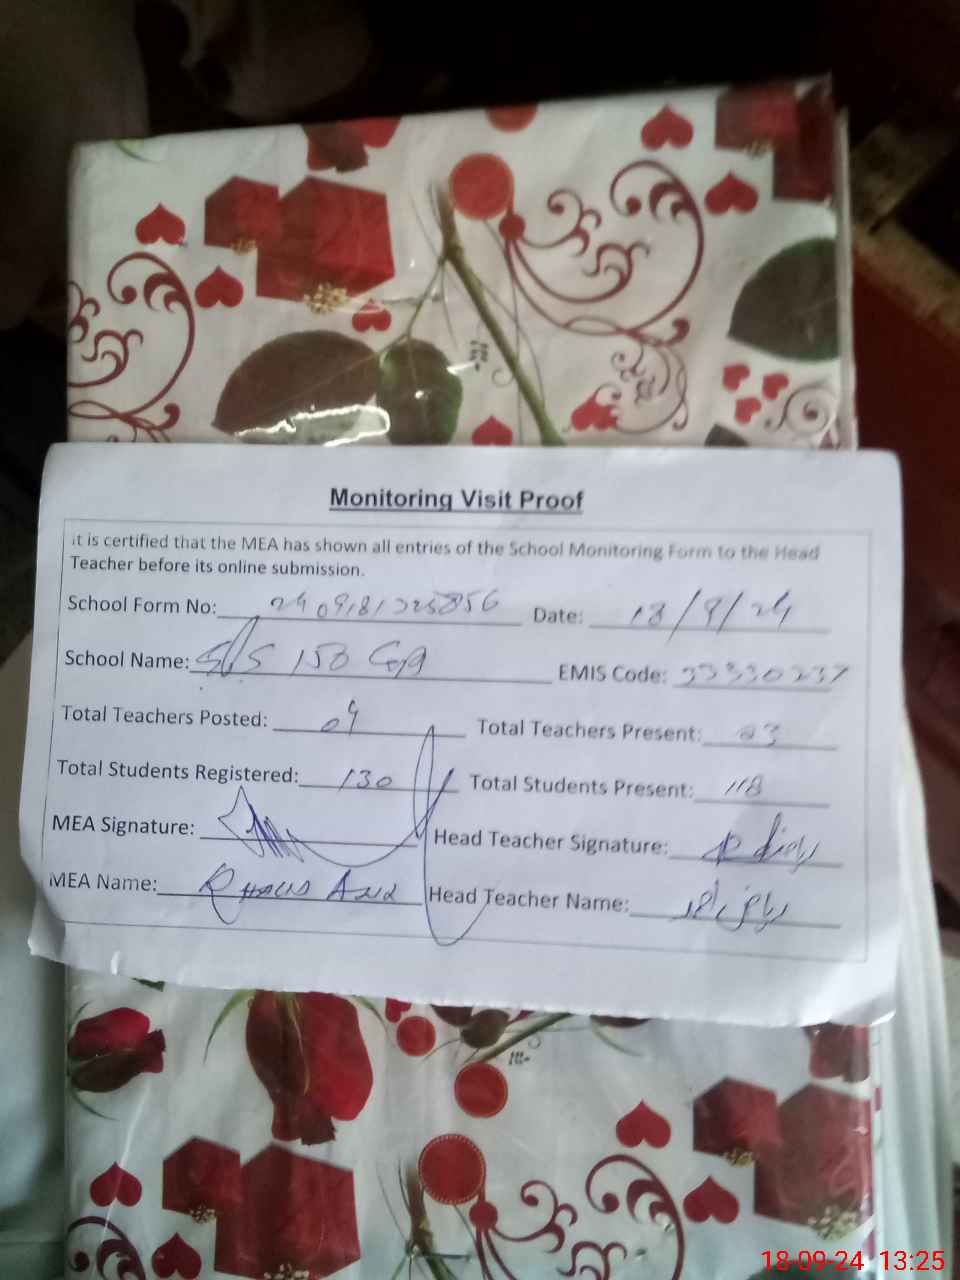 Monitoring Visit Proof
it is certified that the MEA has shown all entries of the School Monitoring Form to the Head
Teacher before its online submission.
School Form No: Date: 18/9/24
School Name: EMIS Code: 33330237
Total Teachers Posted: 04 Total Teachers Present: 03
Total Students Registered: 130 Total Students Present: 118
MEA Signature: Head Teacher Signature:
MEA Name: Head Teacher Name:
18-09-24 13:25